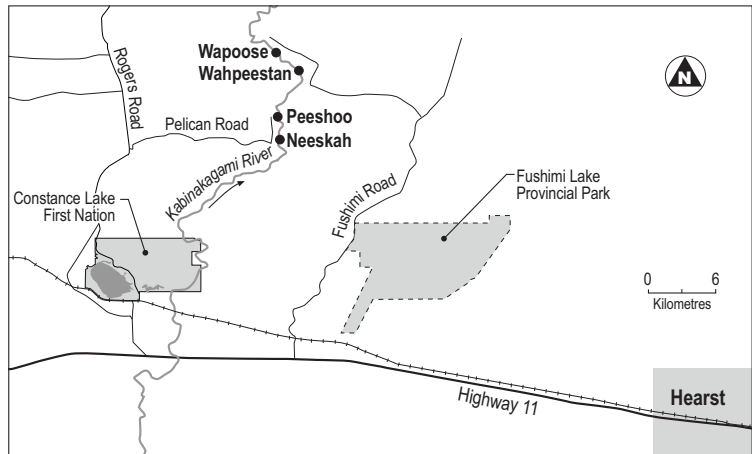 Wapoose
Wahpeestan
N
Rogers Road
Peeshoo
Pelican Road
Neeskah
Kabinakagami River
Constance Lake
First Nation
Fushimi Road
Fushimi Lake
Provincial Park
0 6
Kilometres
Highway 11
Hearst